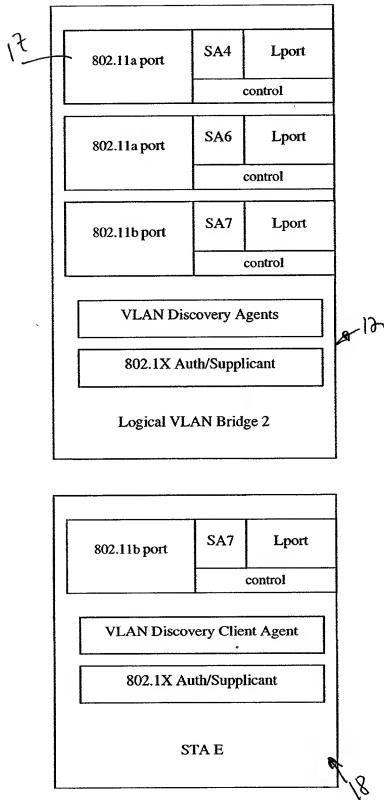 17
802.11a port
SA4
Lport
control
802.11a port
SA6
Lport
control
802.11b port
SA7
Lport
control
VLAN Discovery Agents
802.1X Auth/Supplicant
12
Logical VLAN Bridge 2
802.11b port
SA7
Lport
control
VLAN Discovery Client Agent
802.1X Auth/Supplicant
STA E
18